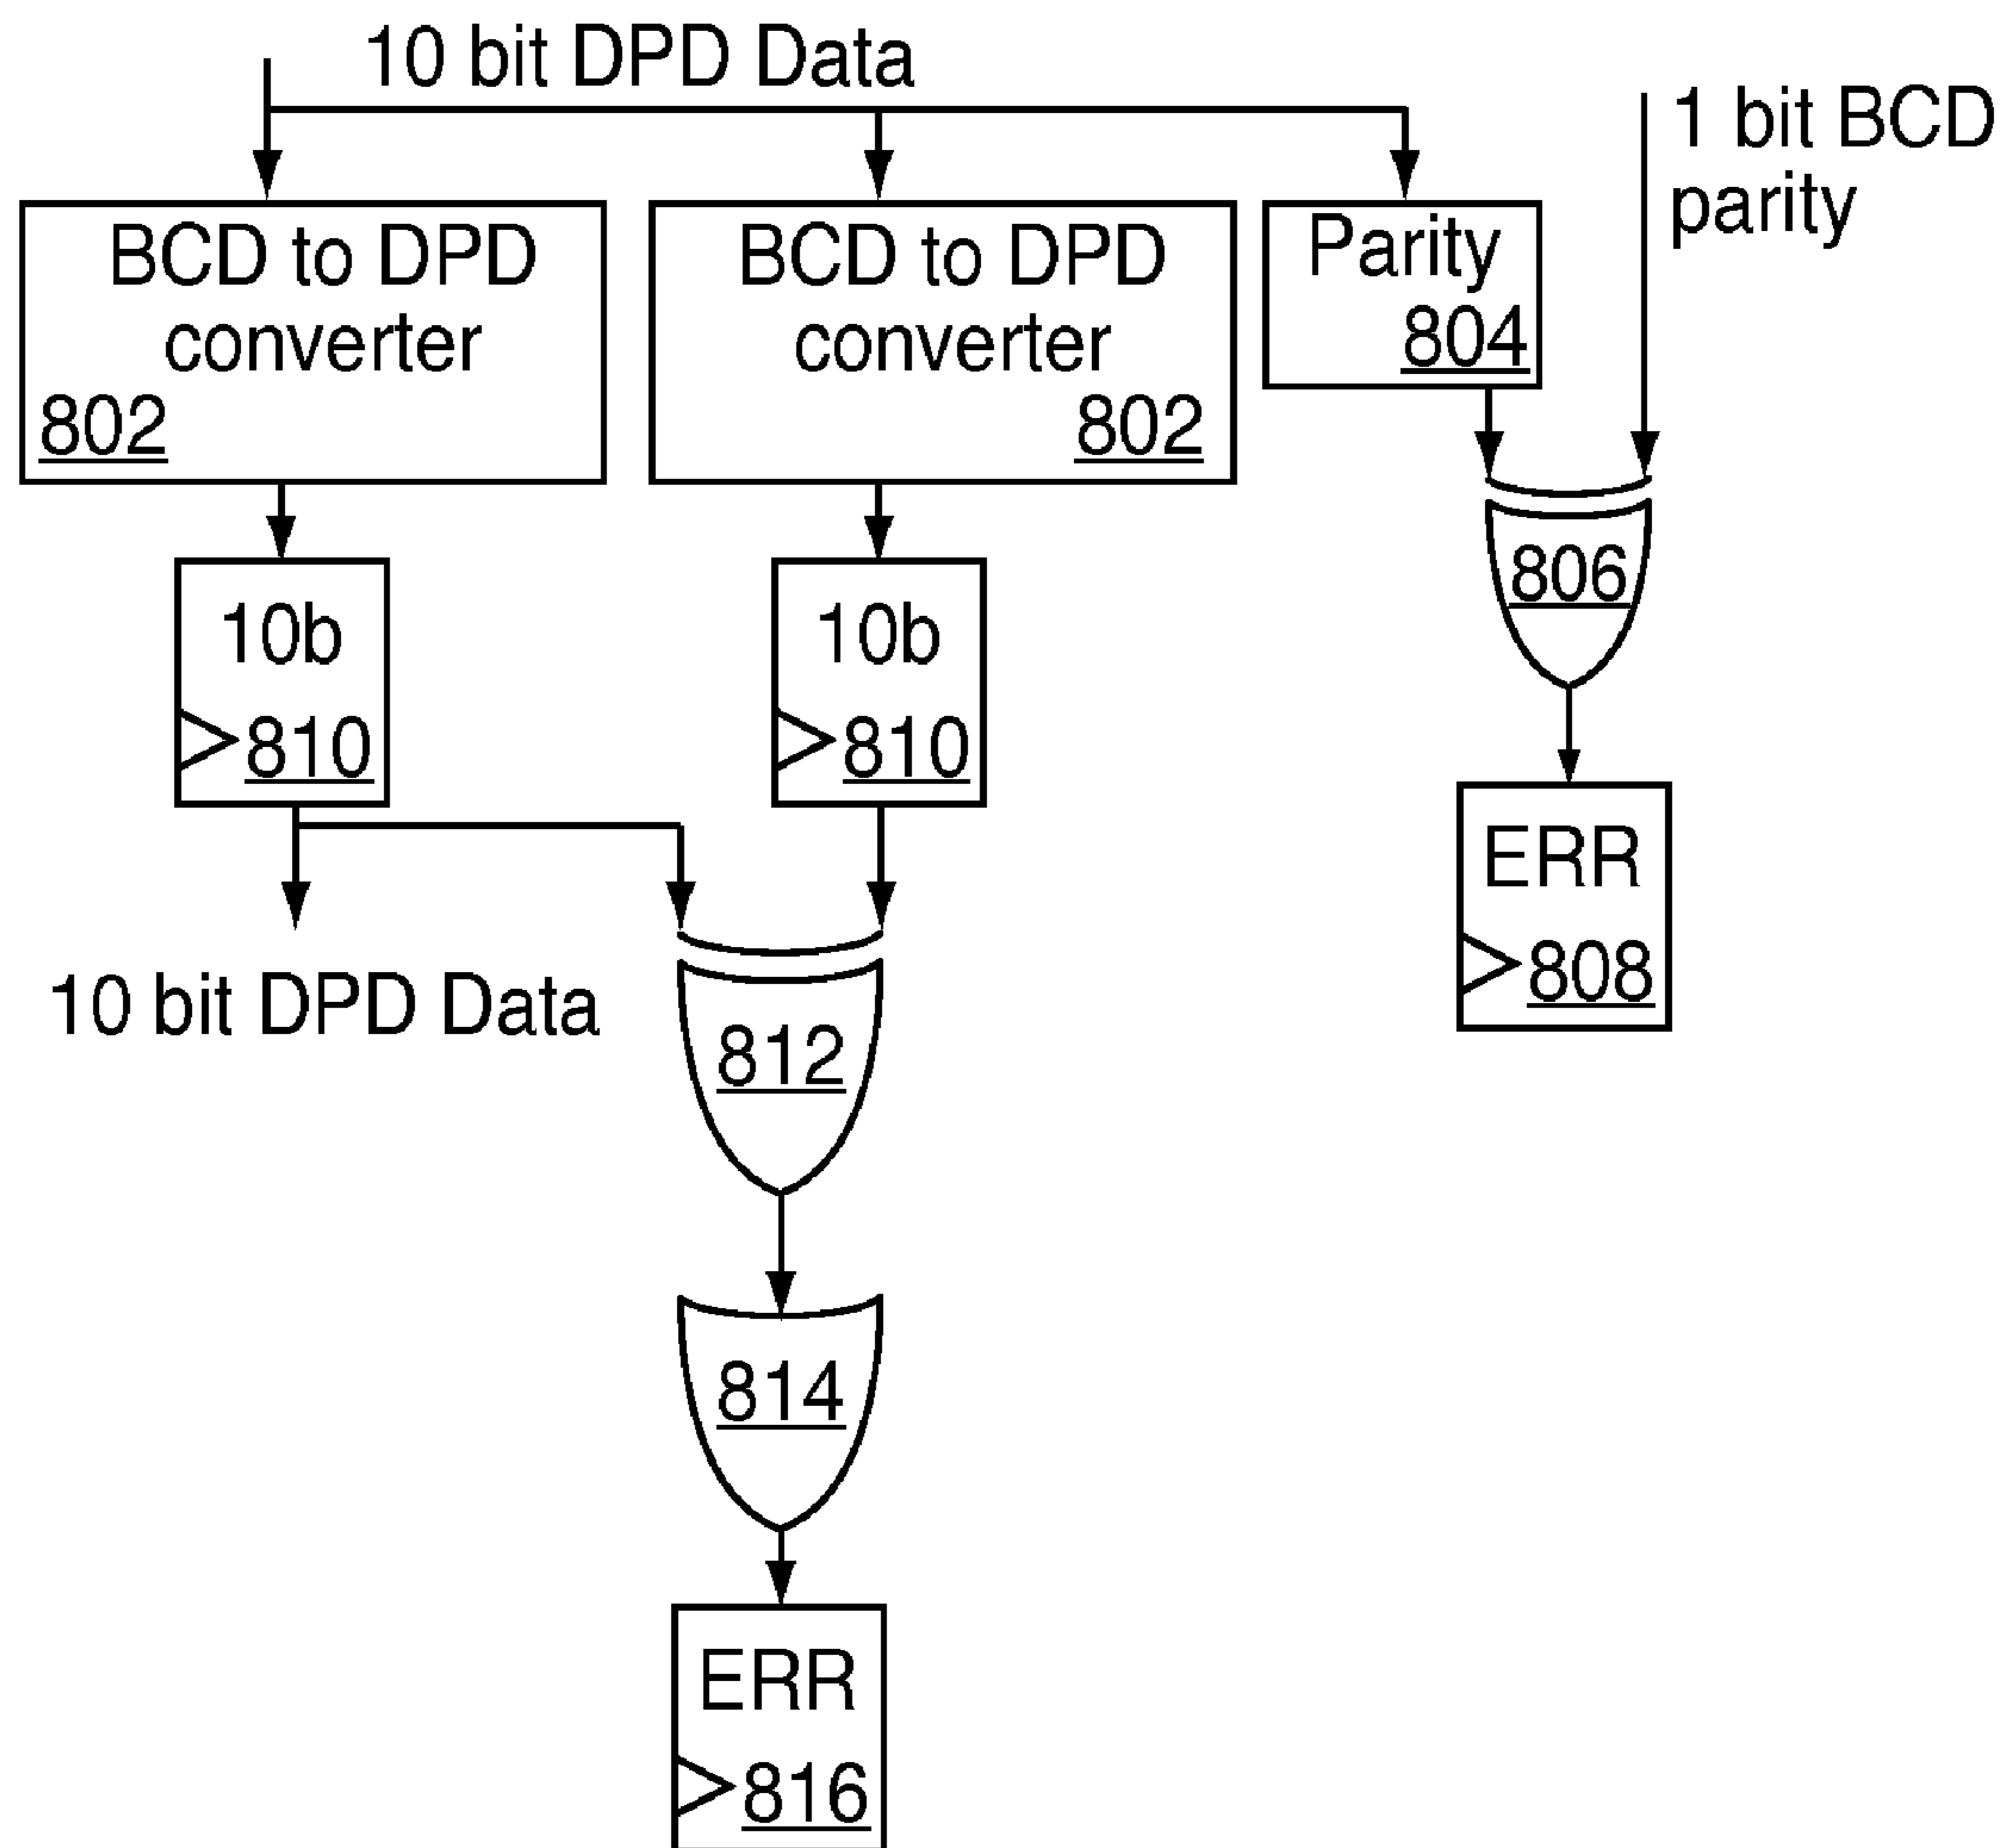 10 bit DPD Data
1 bit BCD
parity
BCD to DPD
converter
802
BCD to DPD
converter
802
Parity
804
806
10b
810
10b
810
ERR
808
10 bit DPD Data
812
814
ERR
816